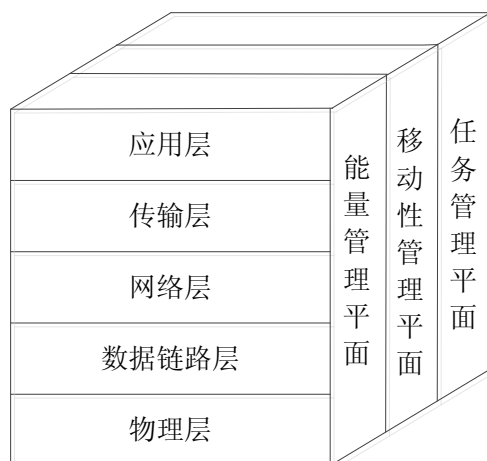 应用层
传输层
网络层
数据链路层
物理层
能量管理平面
移动性管理平面
任务管理平面